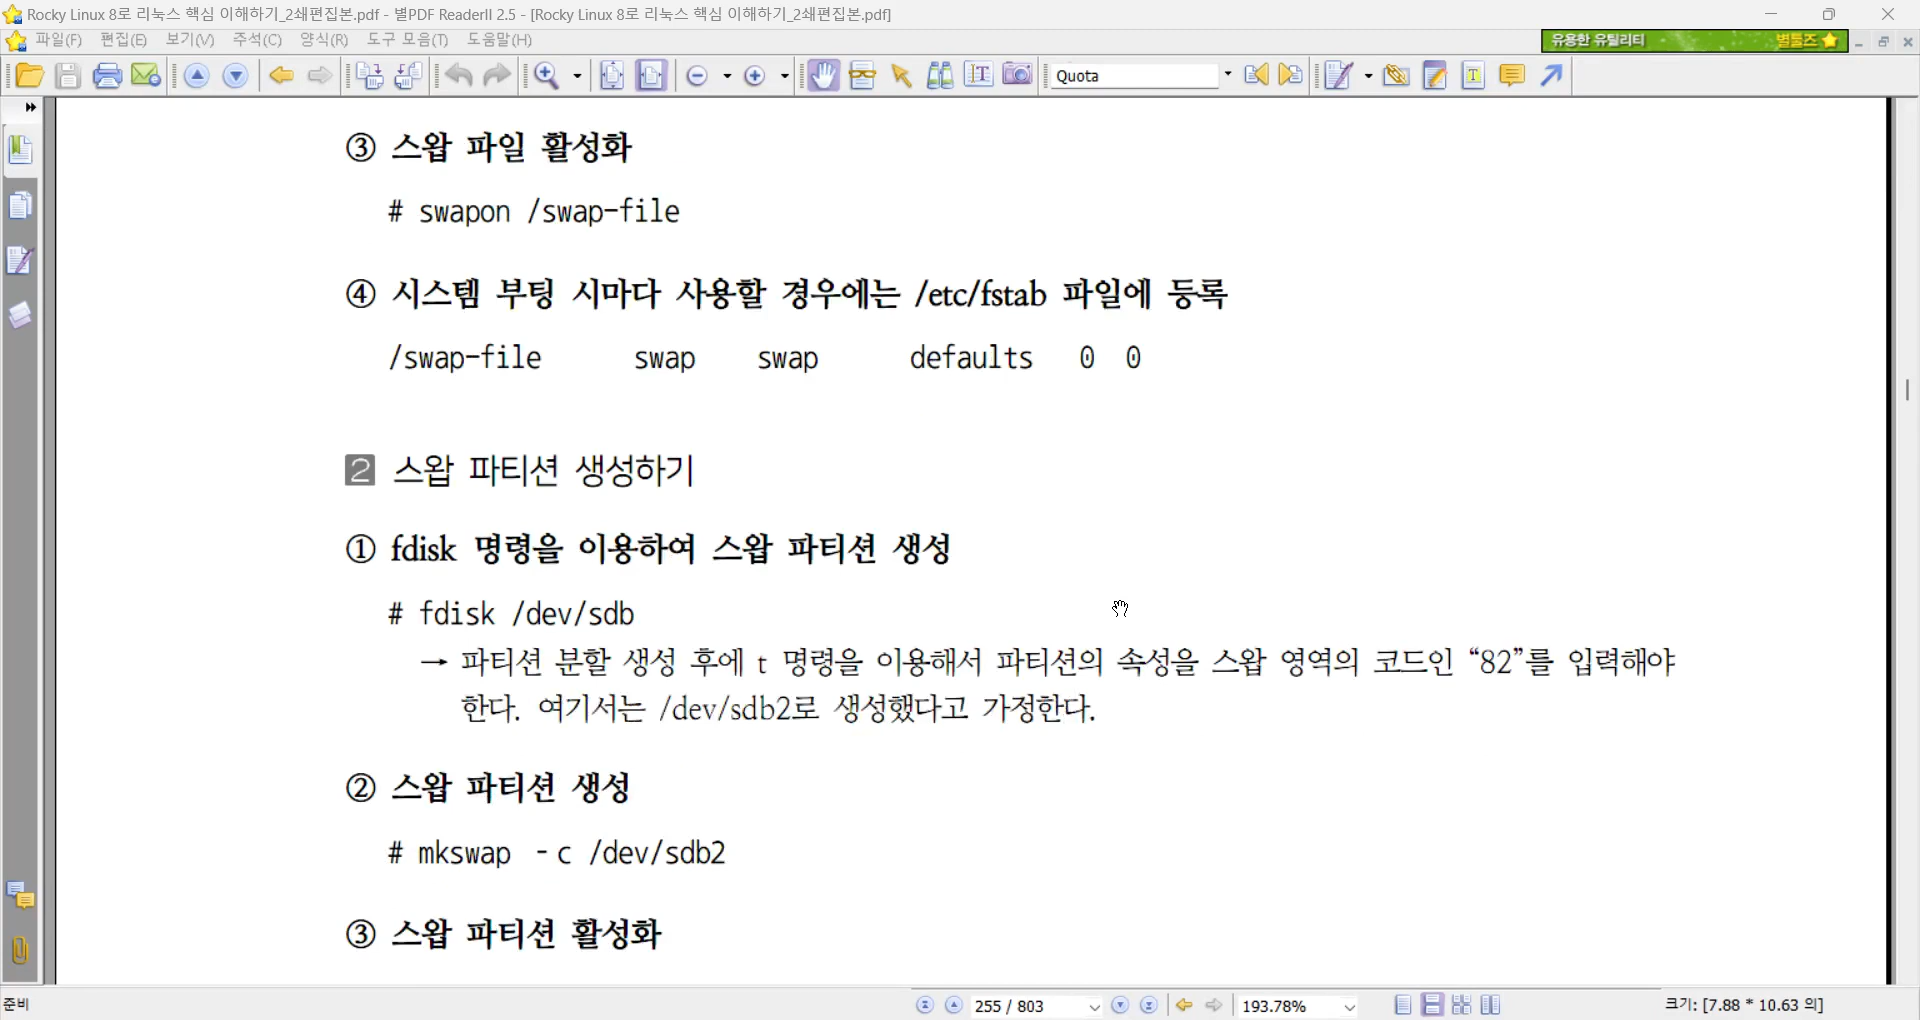 Rocky Linux 8로 리눅스 핵심 이해하기_2쇄편집본.pdf - 별PDF ReaderII 2.5 - [Rocky Linux 8로 리눅스 핵심 이해하기_2쇄편집본.pdf]
파일(F) 편집(E) 보기(V) 주석(C) 양식(R) 도구 모음(T) 도움말(H)
유용한 유틸리티 별툴즈
Quota
③ 스왑 파일 활성화
# swapon /swap-file
④ 시스템 부팅 시마다 사용할 경우에는 /etc/fstab 파일에 등록
/swap-file swap swap defaults 0 0
2 스왑 파티션 생성하기
① fdisk 명령을 이용하여 스왑 파티션 생성
# fdisk /dev/sdb
→ 파티션 분할 생성 후에 t 명령을 이용해서 파티션의 속성을 스왑 영역의 코드인 “82”를 입력해야
한다. 여기서는 /dev/sdb2로 생성했다고 가정한다.
② 스왑 파티션 생성
# mkswap -c /dev/sdb2
③ 스왑 파티션 활성화
준비 255 / 803 193.78% 크기: [7.88 * 10.63 의]